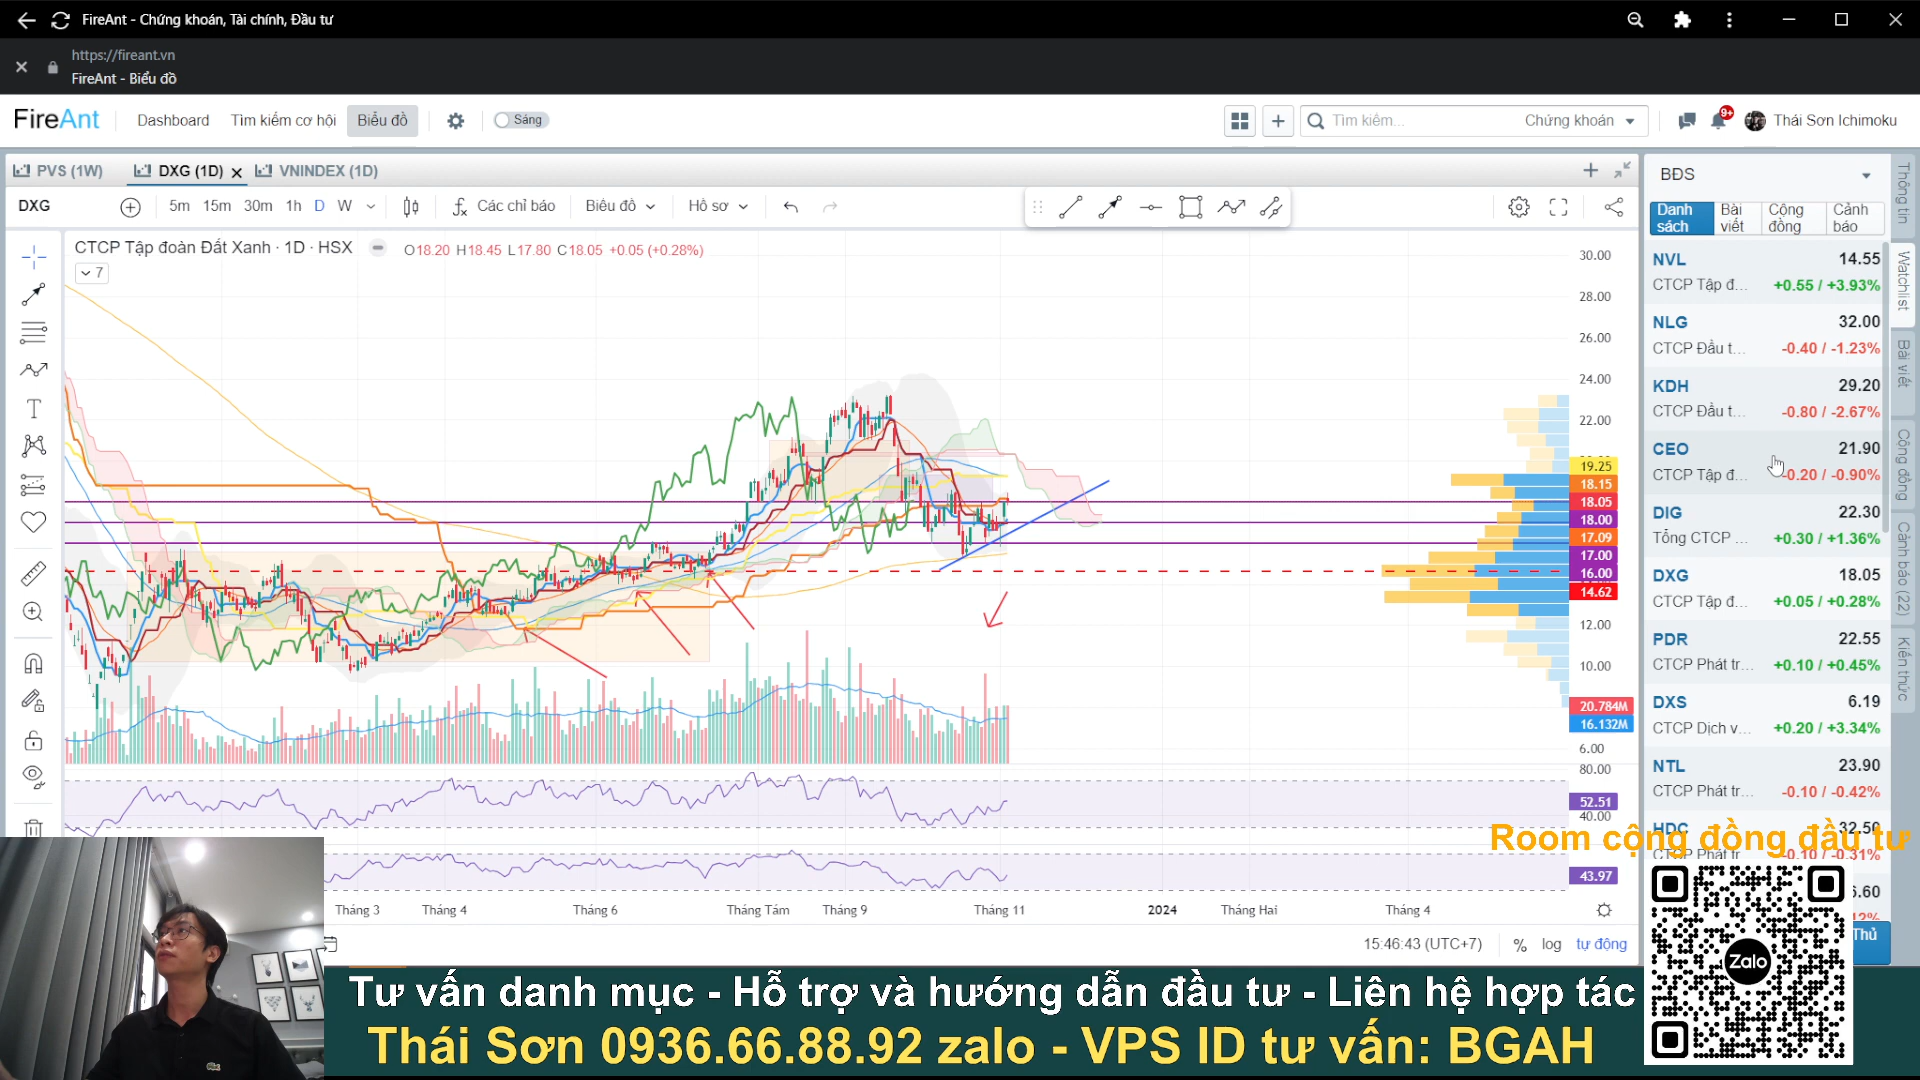 FireAnt - Chứng khoán, Tài chính, Đầu tư
https://fireant.vn
FireAnt - Biểu đồ
FireAnt Dashboard Tìm kiếm cơ hội Biểu đồ Sáng Tìm kiếm... Chứng khoán 9+ Thái Sơn Ichimoku
PVS (1W) DXG (1D) VNINDEX (1D)
DXG 5m 15m 30m 1h D W Các chỉ báo Biểu đồ Hồ sơ
CTCP Tập đoàn Đất Xanh · 1D · HSX O18.20 H18.45 L17.80 C18.05 +0.05 (+0.28%)
7
30.00
28.00
26.00
24.00
22.00
19.25
18.15
18.05
18.00
17.09
17.00
16.00
14.62
12.00
10.00
20.784M
16.132M
6.00
80.00
52.51
40.00
43.97
Tháng 3 Tháng 4 Tháng 6 Tháng Tám Tháng 9 Tháng 11 2024 Tháng Hai Tháng 4
15:46:43 (UTC+7) % log tự động
BĐS
Danh sách Bài viết Cộng đồng Cảnh báo
NVL 14.55
CTCP Tập đ... +0.55 / +3.93%
NLG 32.00
CTCP Đầu t... -0.40 / -1.23%
KDH 29.20
CTCP Đầu t... -0.80 / -2.67%
CEO 21.90
CTCP Tập đ... -0.20 / -0.90%
DIG 22.30
Tổng CTCP ... +0.30 / +1.36%
DXG 18.05
CTCP Tập đ... +0.05 / +0.28%
PDR 22.55
CTCP Phát tr... +0.10 / +0.45%
DXS 6.19
CTCP Dịch v... +0.20 / +3.34%
NTL 23.90
CTCP Phát tr... -0.10 / -0.42%
HDC 32.50
CTCP Phát tr -0.10 / -0.31%
Thông tin
Watchlist
Bài viết
Cộng đồng
Cảnh báo (22)
Kiến thức
Room cộng đồng đầu tư
Zalo
Thủ
Tư vấn danh mục - Hỗ trợ và hướng dẫn đầu tư - Liên hệ hợp tác
Thái Sơn 0936.66.88.92 zalo - VPS ID tư vấn: BGAH